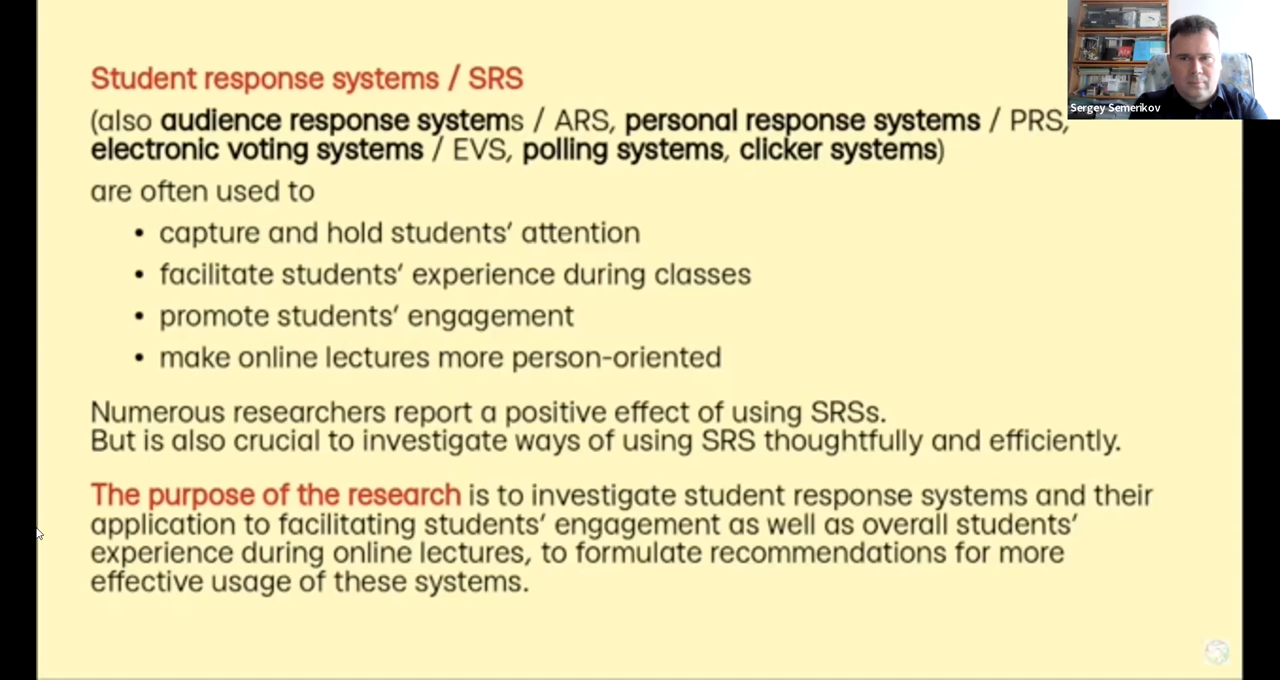 Student response systems / SRS
(also audience response systems / ARS, personal response systems / PRS,
electronic voting systems / EVS, polling systems, clicker systems)
are often used to
• capture and hold students’ attention
• facilitate students’ experience during classes
• promote students’ engagement
• make online lectures more person-oriented
Numerous researchers report a positive effect of using SRSs.
But is also crucial to investigate ways of using SRS thoughtfully and efficiently.
The purpose of the research is to investigate student response systems and their
application to facilitating students’ engagement as well as overall students’
experience during online lectures, to formulate recommendations for more
effective usage of these systems.
Sergey Semerikov